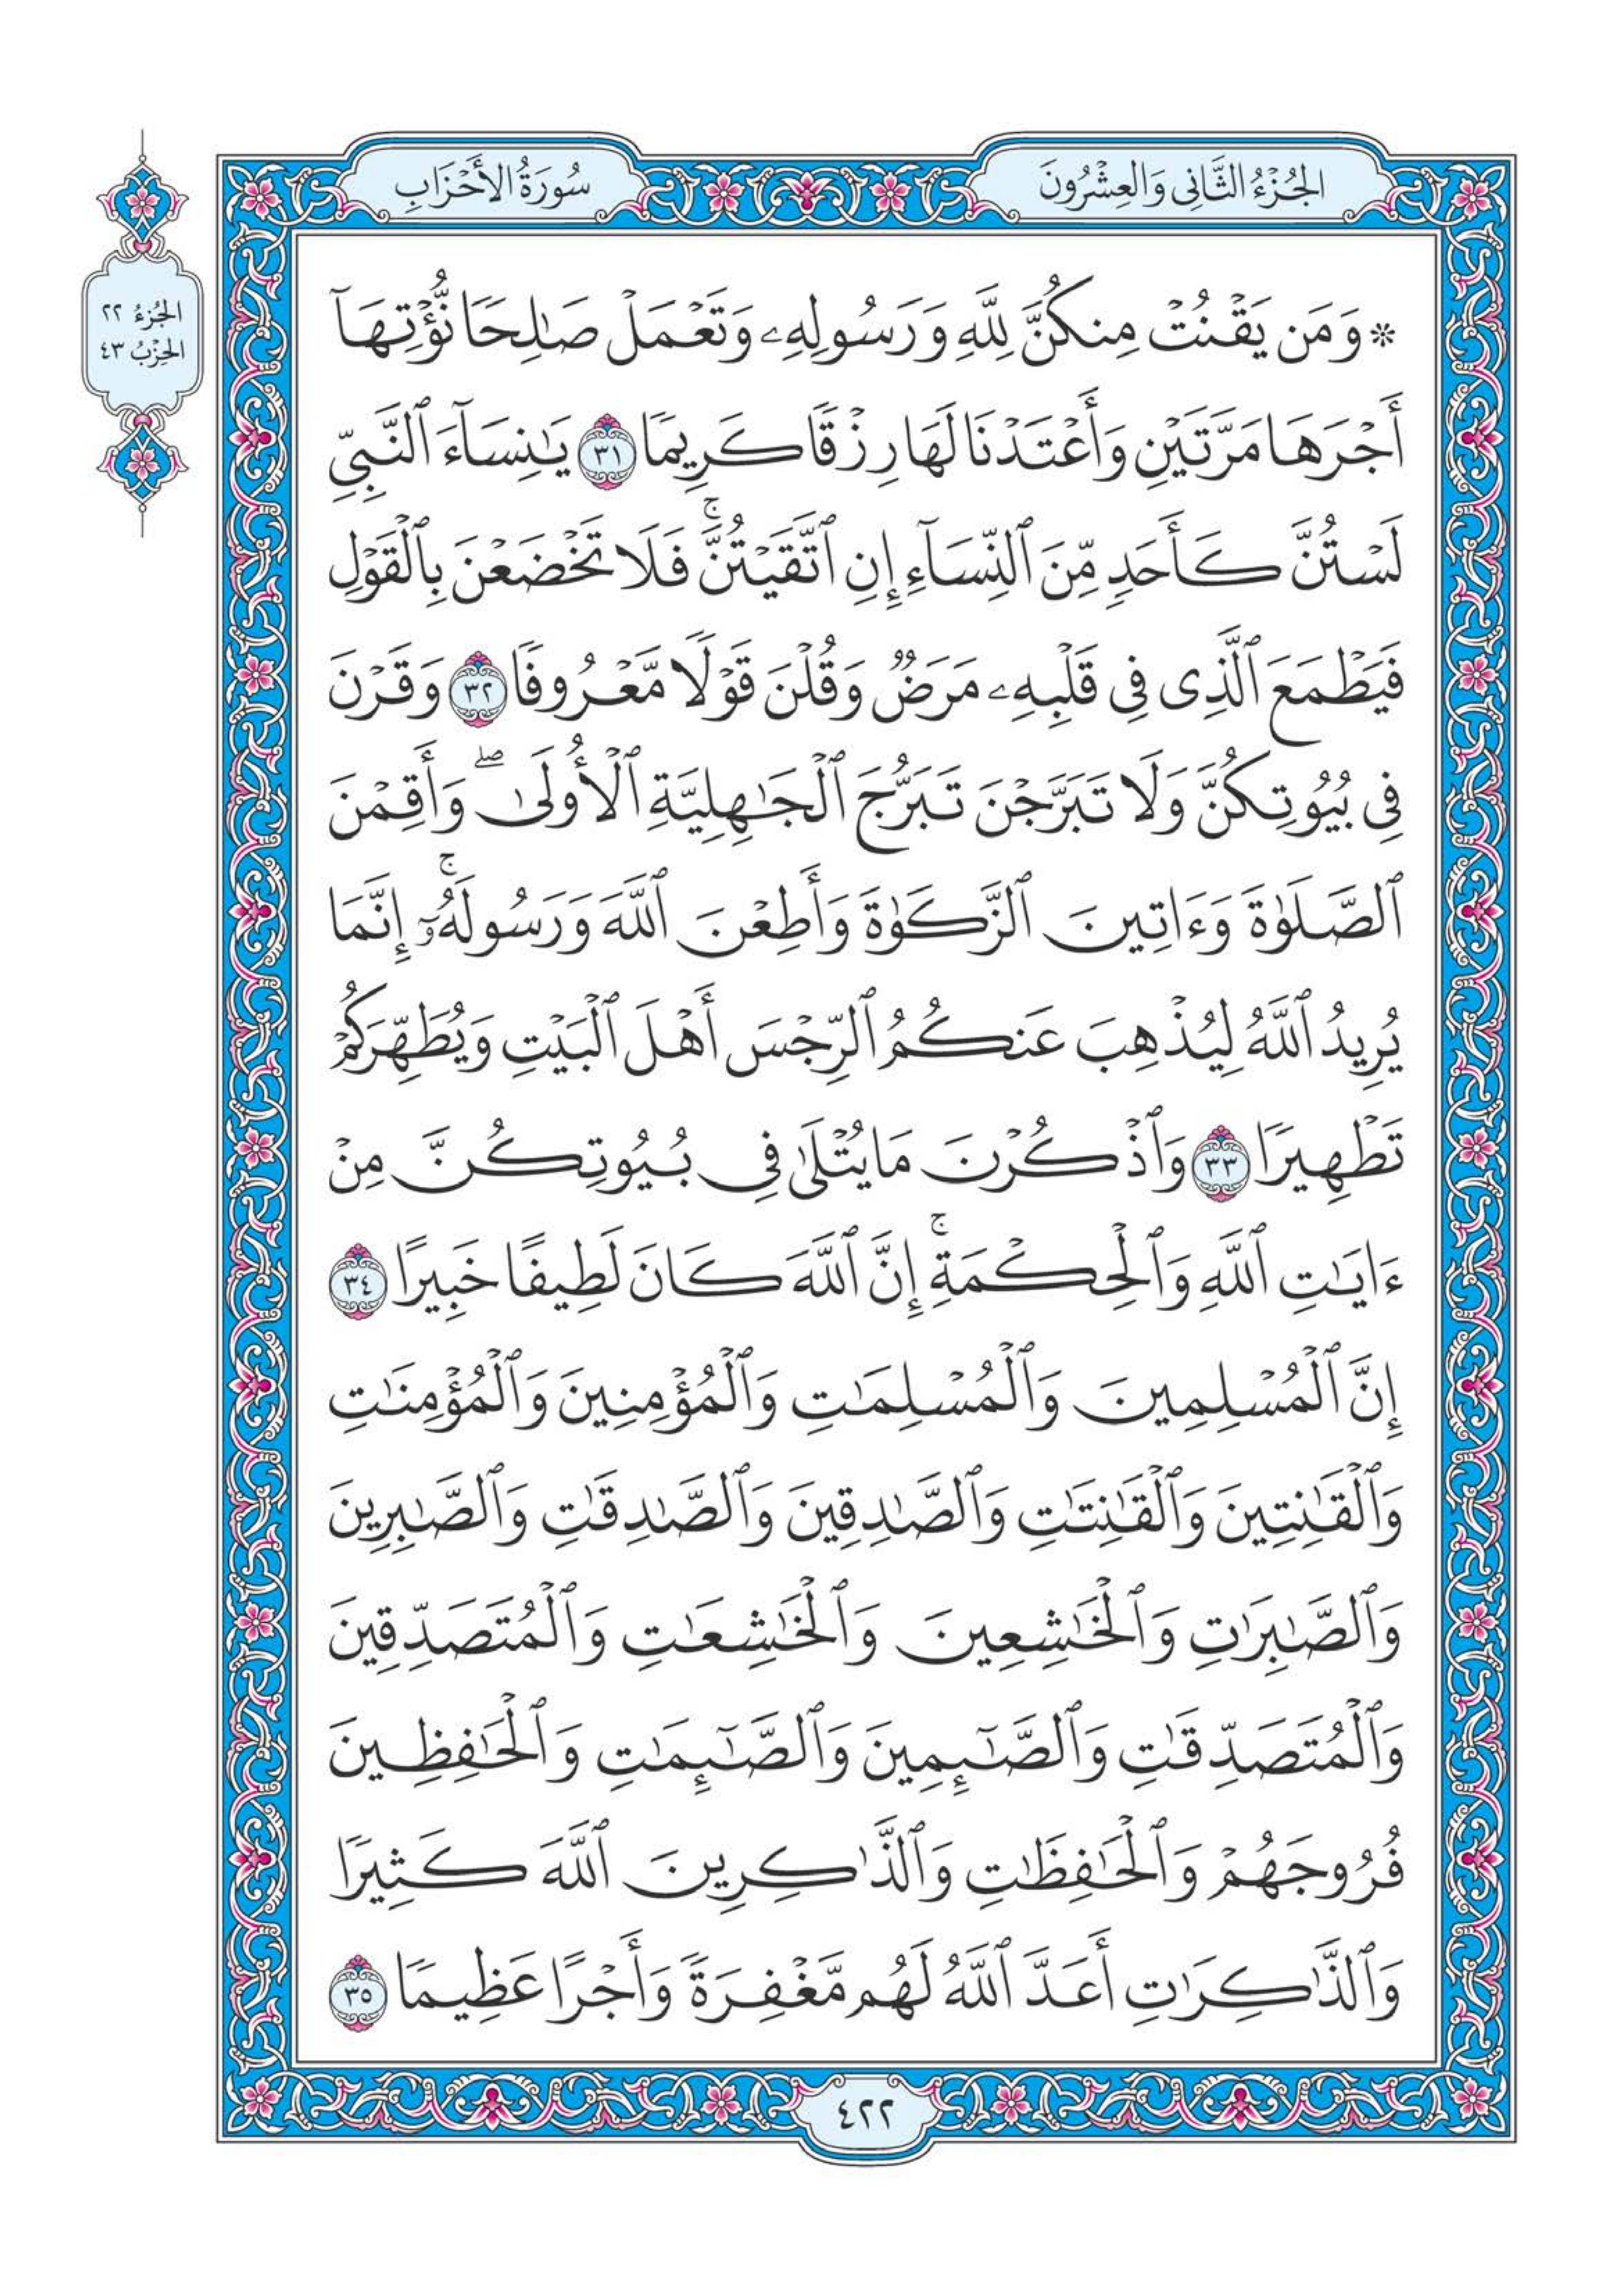 الجُزْءُ الثَّانِي وَالعِشْرُونَ
سُورَةُ الأَحْزَابِ
الجُزءُ ٢٢
الحِزْبُ ٤٣
* وَمَن يَقْنُتْ مِنكُنَّ لِلَّهِ وَرَسُولِهِۦ وَتَعْمَلْ صَٰلِحًا نُّؤْتِهَآ
أَجْرَهَا مَرَّتَيْنِ وَأَعْتَدْنَا لَهَا رِزْقًا كَرِيمًا ٣١ يَٰنِسَآءَ ٱلنَّبِيِّ
لَسْتُنَّ كَأَحَدٍ مِّنَ ٱلنِّسَآءِ إِنِ ٱتَّقَيْتُنَّۚ فَلَا تَخْضَعْنَ بِٱلْقَوْلِ
فَيَطْمَعَ ٱلَّذِى فِى قَلْبِهِۦ مَرَضٌ وَقُلْنَ قَوْلًا مَّعْرُوفًا ٣٢ وَقَرْنَ
فِى بُيُوتِكُنَّ وَلَا تَبَرَّجْنَ تَبَرُّجَ ٱلْجَٰهِلِيَّةِ ٱلْأُولَىٰۖ وَأَقِمْنَ
ٱلصَّلَوٰةَ وَءَاتِينَ ٱلزَّكَوٰةَ وَأَطِعْنَ ٱللَّهَ وَرَسُولَهُۥٓۚ إِنَّمَا
يُرِيدُ ٱللَّهُ لِيُذْهِبَ عَنكُمُ ٱلرِّجْسَ أَهْلَ ٱلْبَيْتِ وَيُطَهِّرَكُمْ
تَطْهِيرًا ٣٣ وَٱذْكُرْنَ مَا يُتْلَىٰ فِى بُيُوتِكُنَّ مِنْ
ءَايَٰتِ ٱللَّهِ وَٱلْحِكْمَةِۚ إِنَّ ٱللَّهَ كَانَ لَطِيفًا خَبِيرًا ٣٤
إِنَّ ٱلْمُسْلِمِينَ وَٱلْمُسْلِمَٰتِ وَٱلْمُؤْمِنِينَ وَٱلْمُؤْمِنَٰتِ
وَٱلْقَٰنِتِينَ وَٱلْقَٰنِتَٰتِ وَٱلصَّٰدِقِينَ وَٱلصَّٰدِقَٰتِ وَٱلصَّٰبِرِينَ
وَٱلصَّٰبِرَٰتِ وَٱلْخَٰشِعِينَ وَٱلْخَٰشِعَٰتِ وَٱلْمُتَصَدِّقِينَ
وَٱلْمُتَصَدِّقَٰتِ وَٱلصَّٰٓئِمِينَ وَٱلصَّٰٓئِمَٰتِ وَٱلْحَٰفِظِينَ
فُرُوجَهُمْ وَٱلْحَٰفِظَٰتِ وَٱلذَّٰكِرِينَ ٱللَّهَ كَثِيرًا
وَٱلذَّٰكِرَٰتِ أَعَدَّ ٱللَّهُ لَهُم مَّغْفِرَةً وَأَجْرًا عَظِيمًا ٣٥
٤٢٢